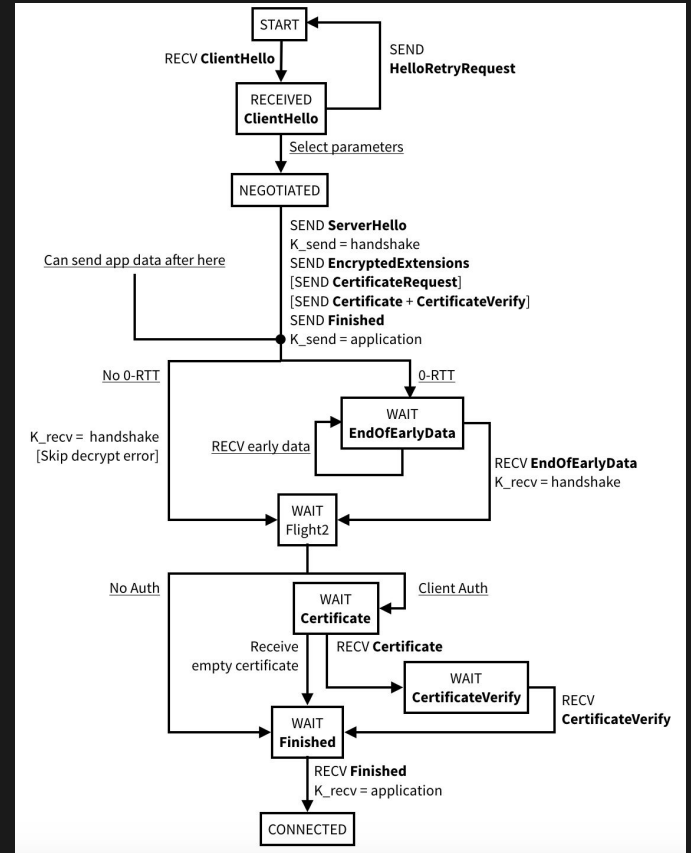 START
RECV ClientHello
SEND
HelloRetryRequest
RECEIVED
ClientHello
Select parameters
NEGOTIATED
SEND ServerHello
K_send = handshake
SEND EncryptedExtensions
[SEND CertificateRequest]
[SEND Certificate + CertificateVerify]
SEND Finished
K_send = application
Can send app data after here
No 0-RTT
0-RTT
K_recv = handshake
[Skip decrypt error]
WAIT
EndOfEarlyData
RECV early data
RECV EndOfEarlyData
K_recv = handshake
WAIT
Flight2
No Auth
Client Auth
WAIT
Certificate
Receive
empty certificate
RECV Certificate
WAIT
CertificateVerify
RECV
CertificateVerify
WAIT
Finished
RECV Finished
K_recv = application
CONNECTED